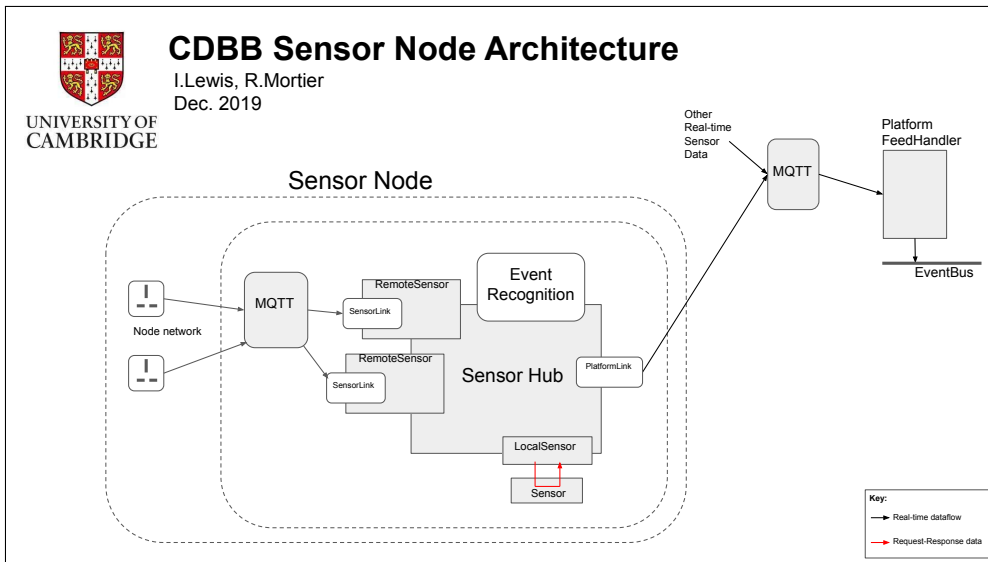 CDBB Sensor Node Architecture
I.Lewis, R.Mortier
Dec. 2019
UNIVERSITY OF
CAMBRIDGE
Other
Real-time
Sensor
Data
Platform
FeedHandler
MQTT
EventBus
Sensor Node
Node network
MQTT
RemoteSensor
SensorLink
RemoteSensor
SensorLink
Event
Recognition
Sensor Hub
PlatformLink
LocalSensor
Sensor
Key:
Real-time dataflow
Request-Response data